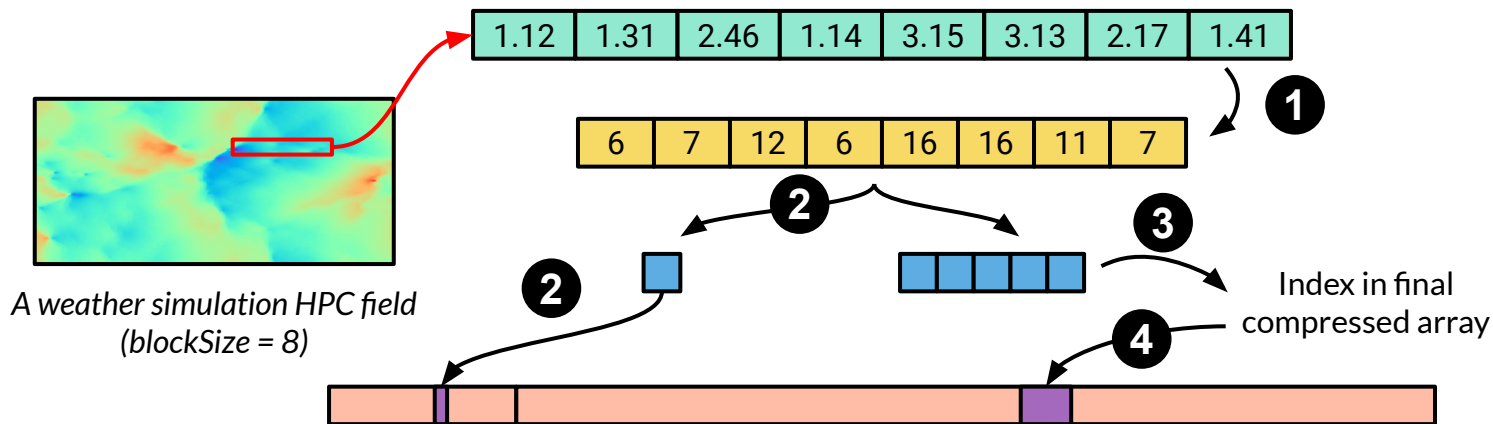 1.12 1.31 2.46 1.14 3.15 3.13 2.17 1.41
1
6 7 12 6 16 16 11 7
2
3
2
A weather simulation HPC field
(blockSize = 8)
Index in final
compressed array
4